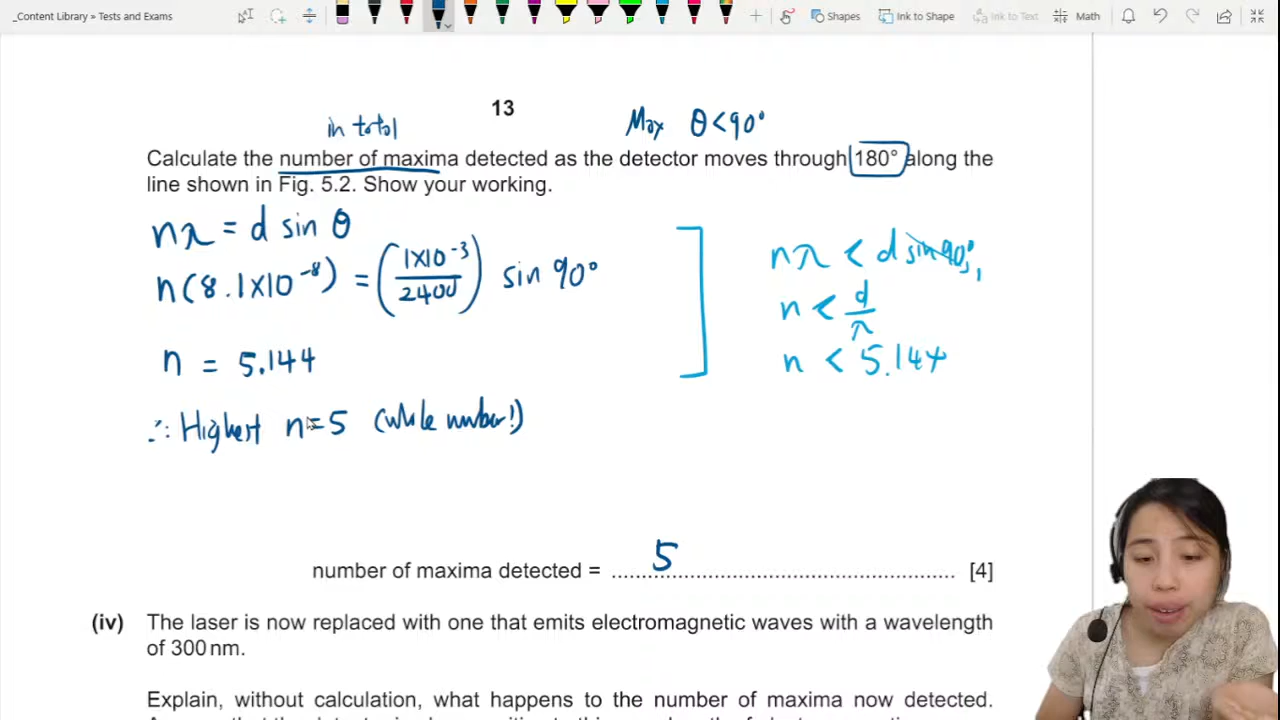 _Content Library » Tests and Exams
Shapes
Ink to Shape
Ink to Text
Math
in total
13
Max θ<90°
Calculate the number of maxima detected as the detector moves through 180° along the
line shown in Fig. 5.2. Show your working.
nλ = d sin θ
n(8.1×10⁻⁸) = (1×10⁻³/2400) sin 90°
n = 5.144
∴ Highest n=5 (whole number!)
nλ < d sin90°, 1
n < d/λ
n < 5.144
number of maxima detected = 5 [4]
(iv) The laser is now replaced with one that emits electromagnetic waves with a wavelength
of 300 nm.
Explain, without calculation, what happens to the number of maxima now detected.